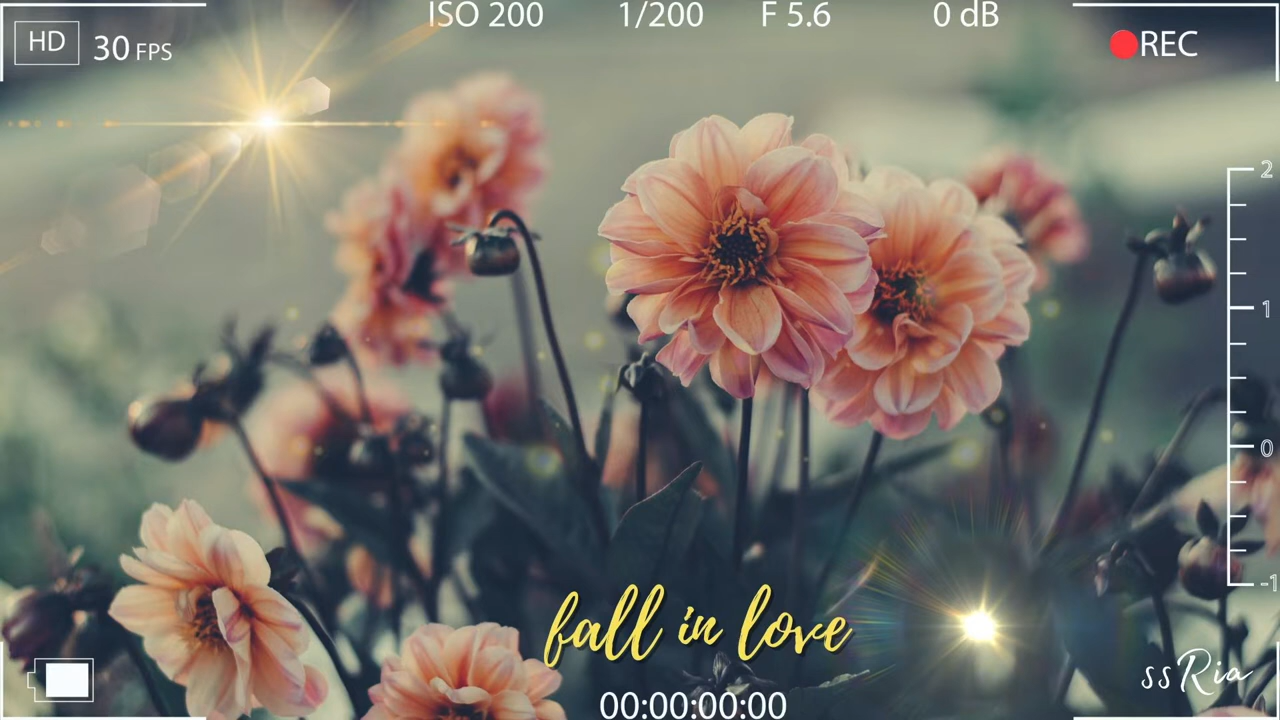 ISO 200 1/200 F 5.6 0 dB
HD 30 FPS REC
2
1
0
-1
fall in love
ssRia
00:00:00:00